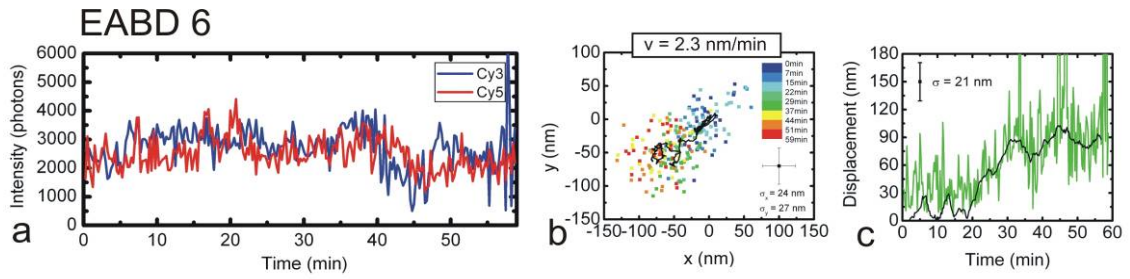 EABD 6
6000
5000
4000
3000
2000
1000
0
Intensity (photons)
Cy3
Cy5
0 10 20 30 40 50
Time (min)
a
v = 2.3 nm/min
100
50
0
-50
-100
-150
y (nm)
0min
7min
15min
22min
29min
37min
44min
51min
59min
σx = 24 nm
σy = 27 nm
-150 -100 -50 0 50 100 150
x (nm)
b
180
150
120
90
60
30
0
Displacement (nm)
σ = 21 nm
0 10 20 30 40 50 60
Time (min)
c